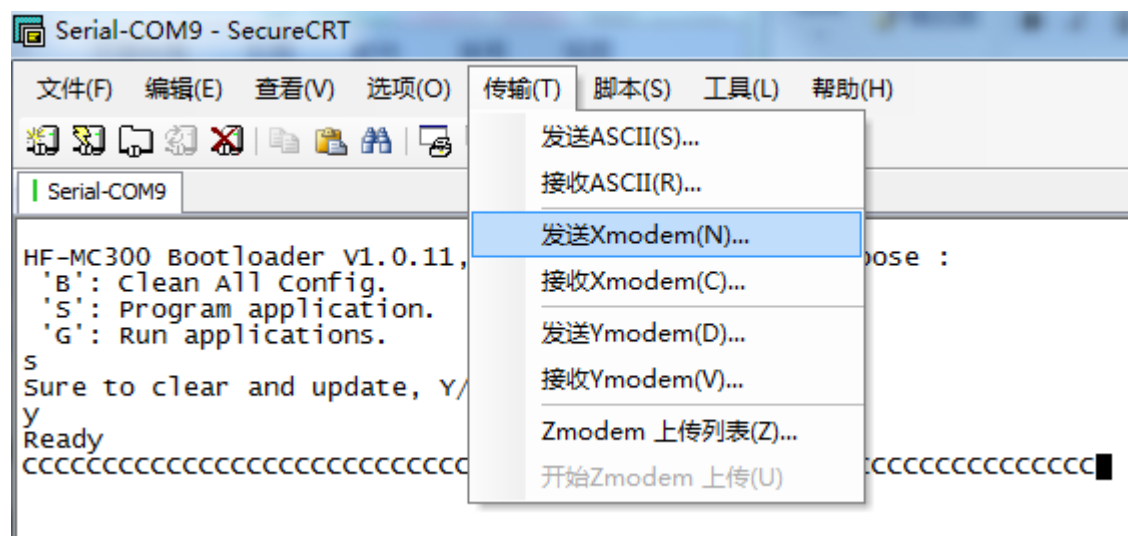 Serial-COM9 - SecureCRT
文件(F) 编辑(E) 查看(V) 选项(O) 传输(T) 脚本(S) 工具(L) 帮助(H)
Serial-COM9
发送ASCII(S)...
接收ASCII(R)...
发送Xmodem(N)...
接收Xmodem(C)...
发送Ymodem(D)...
接收Ymodem(V)...
Zmodem 上传列表(Z)...
开始Zmodem 上传(U)
HF-MC300 Bootloader V1.0.11, :
'B': Clean All Config.
'S': Program application.
'G': Run applications.
s
Sure to clear and update, Y/
y
Ready
CCCCCCCCCCCCCCCCCCCCCCCCCCCC CCCCCCCCCCCCCCC